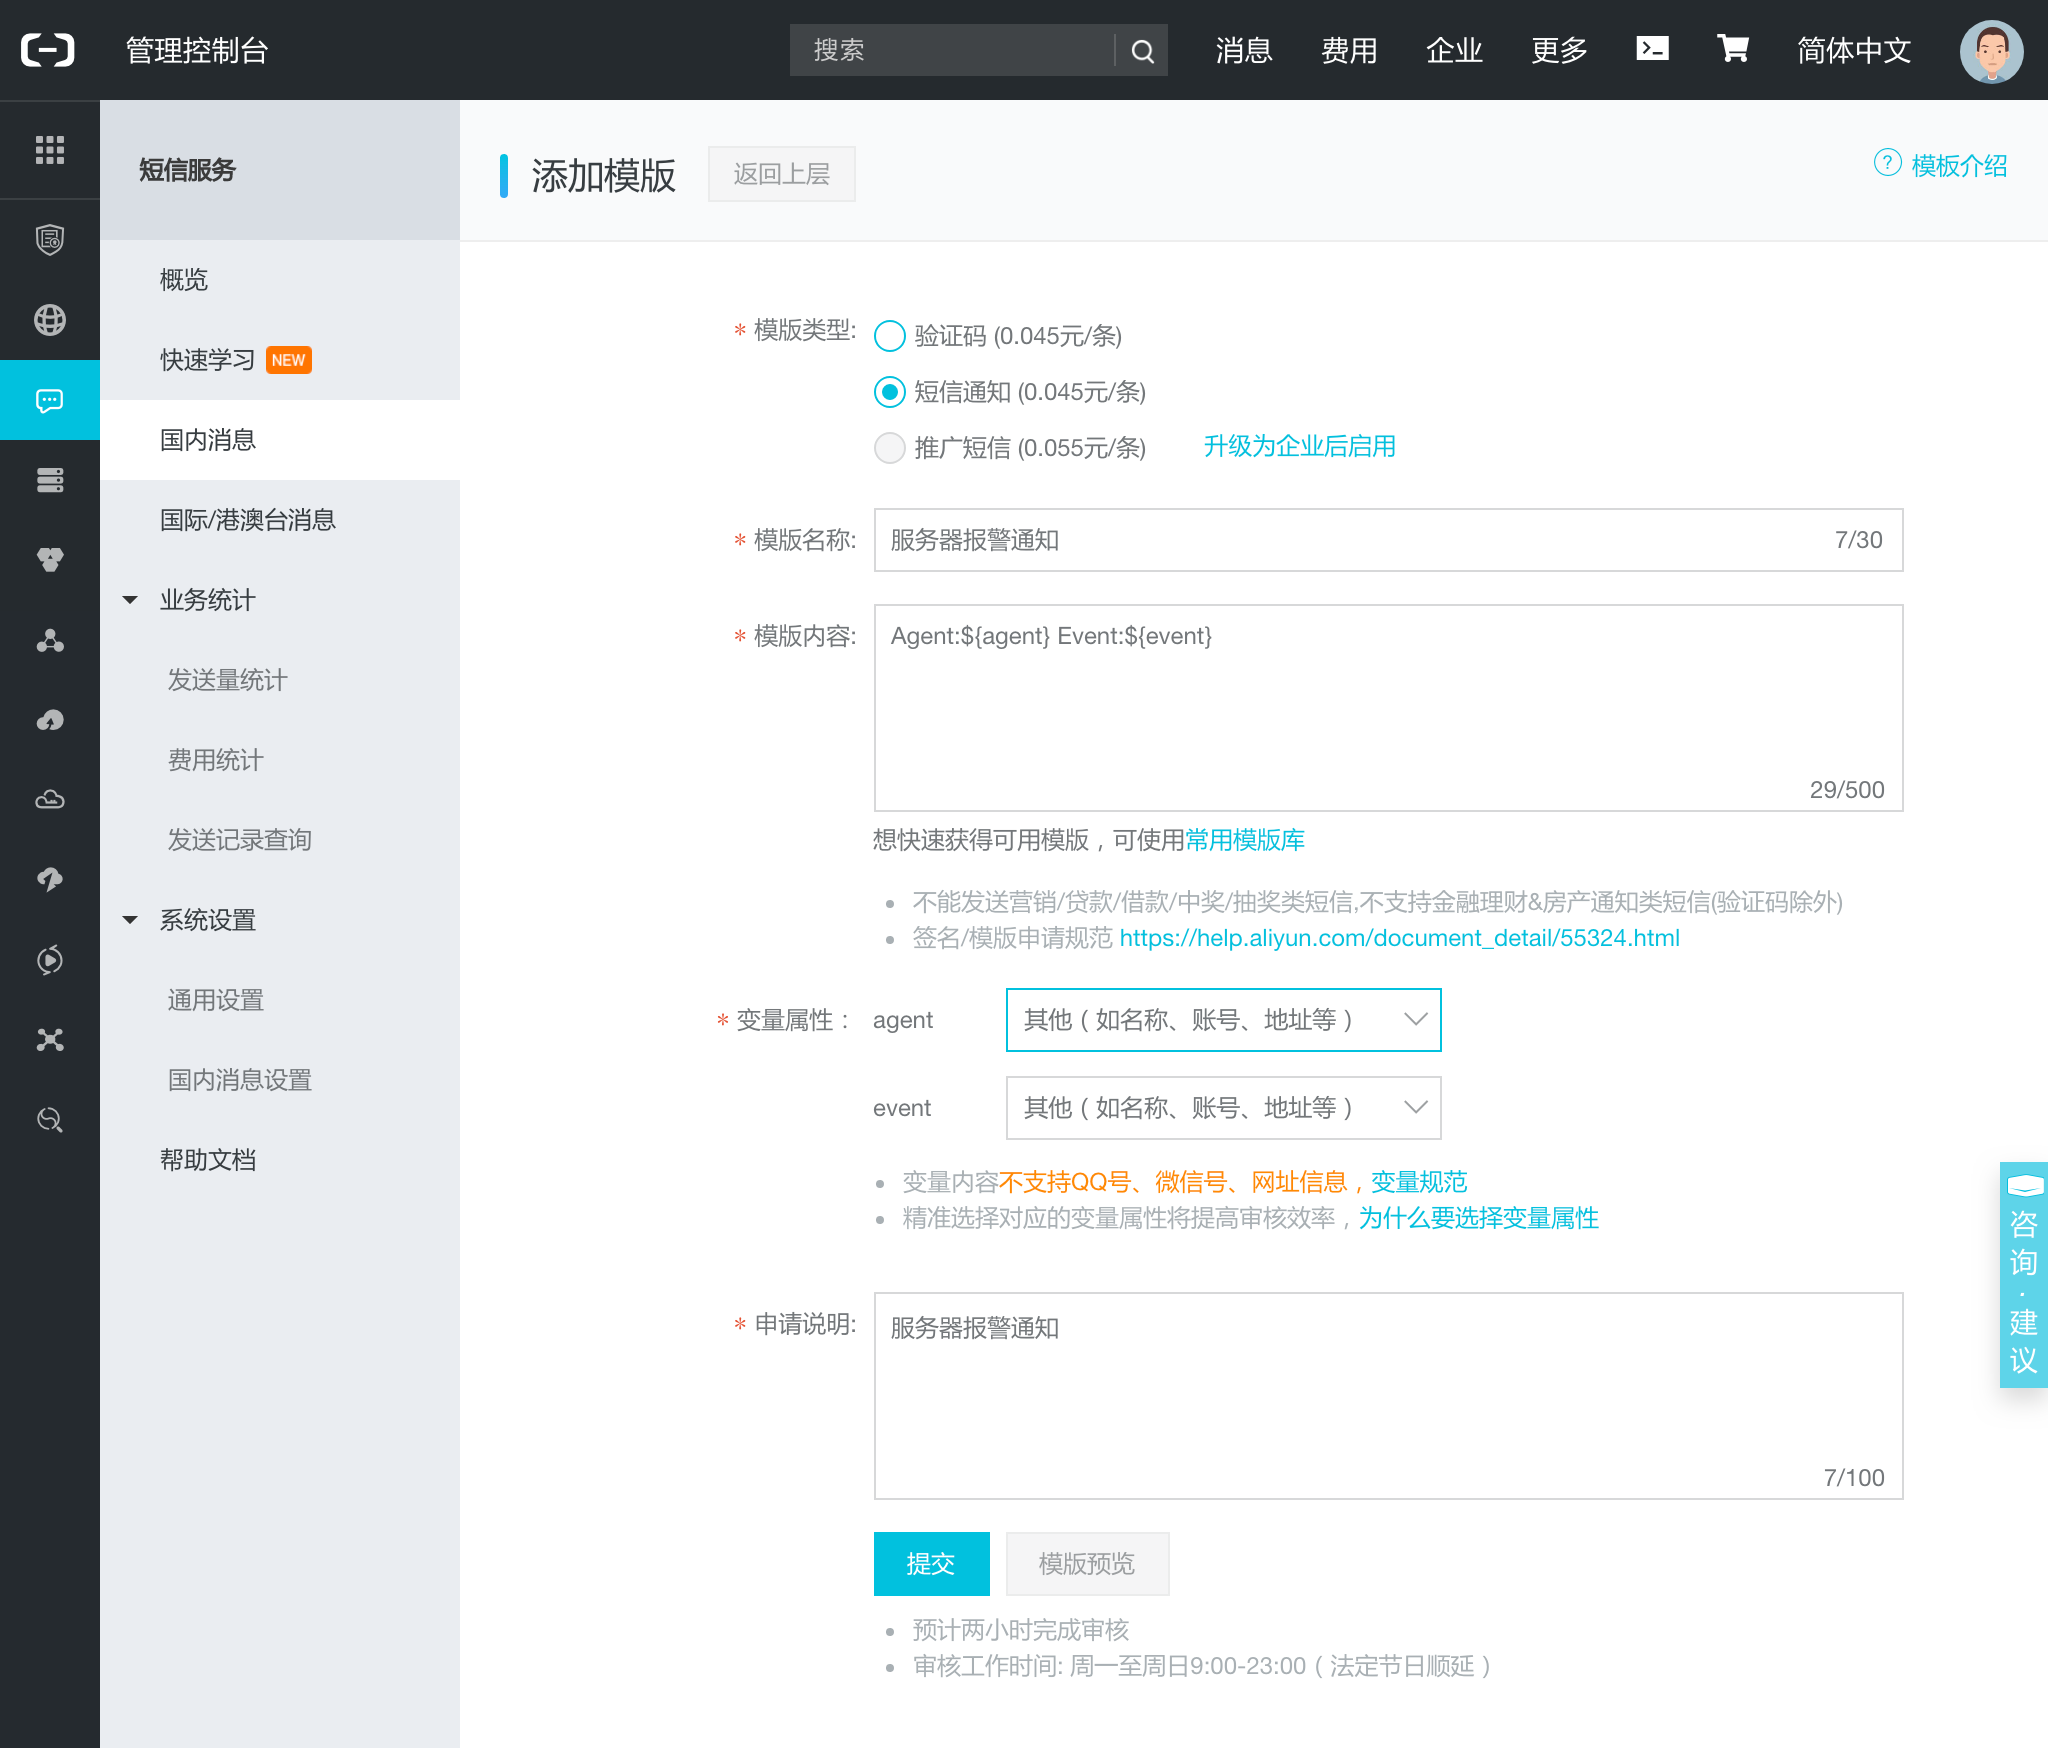 管理控制台
搜索
消息
费用
企业
更多
简体中文
短信服务
概览
快速学习 NEW
国内消息
国际/港澳台消息
业务统计
发送量统计
费用统计
发送记录查询
系统设置
通用设置
国内消息设置
帮助文档
添加模版
返回上层
? 模板介绍
* 模版类型:
验证码 (0.045元/条)
短信通知 (0.045元/条)
推广短信 (0.055元/条) 升级为企业后启用
* 模版名称: 服务器报警通知 7/30
* 模版内容: Agent:${agent} Event:${event}
29/500
想快速获得可用模版，可使用常用模版库
不能发送营销/贷款/借款/中奖/抽奖类短信,不支持金融理财&房产通知类短信(验证码除外)
签名/模版申请规范 https://help.aliyun.com/document_detail/55324.html
* 变量属性： agent 其他（如名称、账号、地址等）
event 其他（如名称、账号、地址等）
变量内容不支持QQ号、微信号、网址信息，变量规范
精准选择对应的变量属性将提高审核效率，为什么要选择变量属性
* 申请说明: 服务器报警通知
7/100
提交 模版预览
预计两小时完成审核
审核工作时间: 周一至周日9:00-23:00（法定节日顺延）
咨询·建议